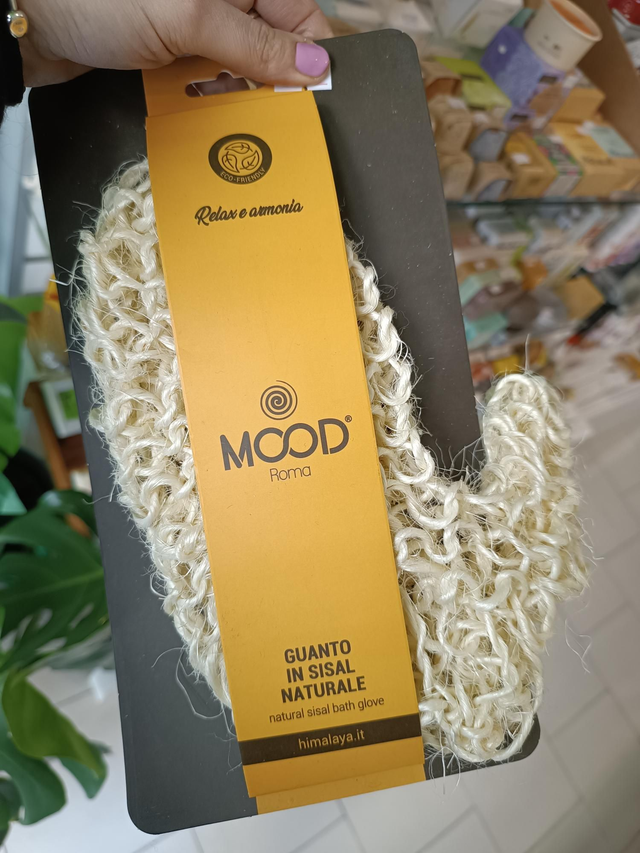 ECO-FRIENDLY
Relax e armonia
MOOD®
Roma
GUANTO
IN SISAL
NATURALE
natural sisal bath glove
himalaya.it